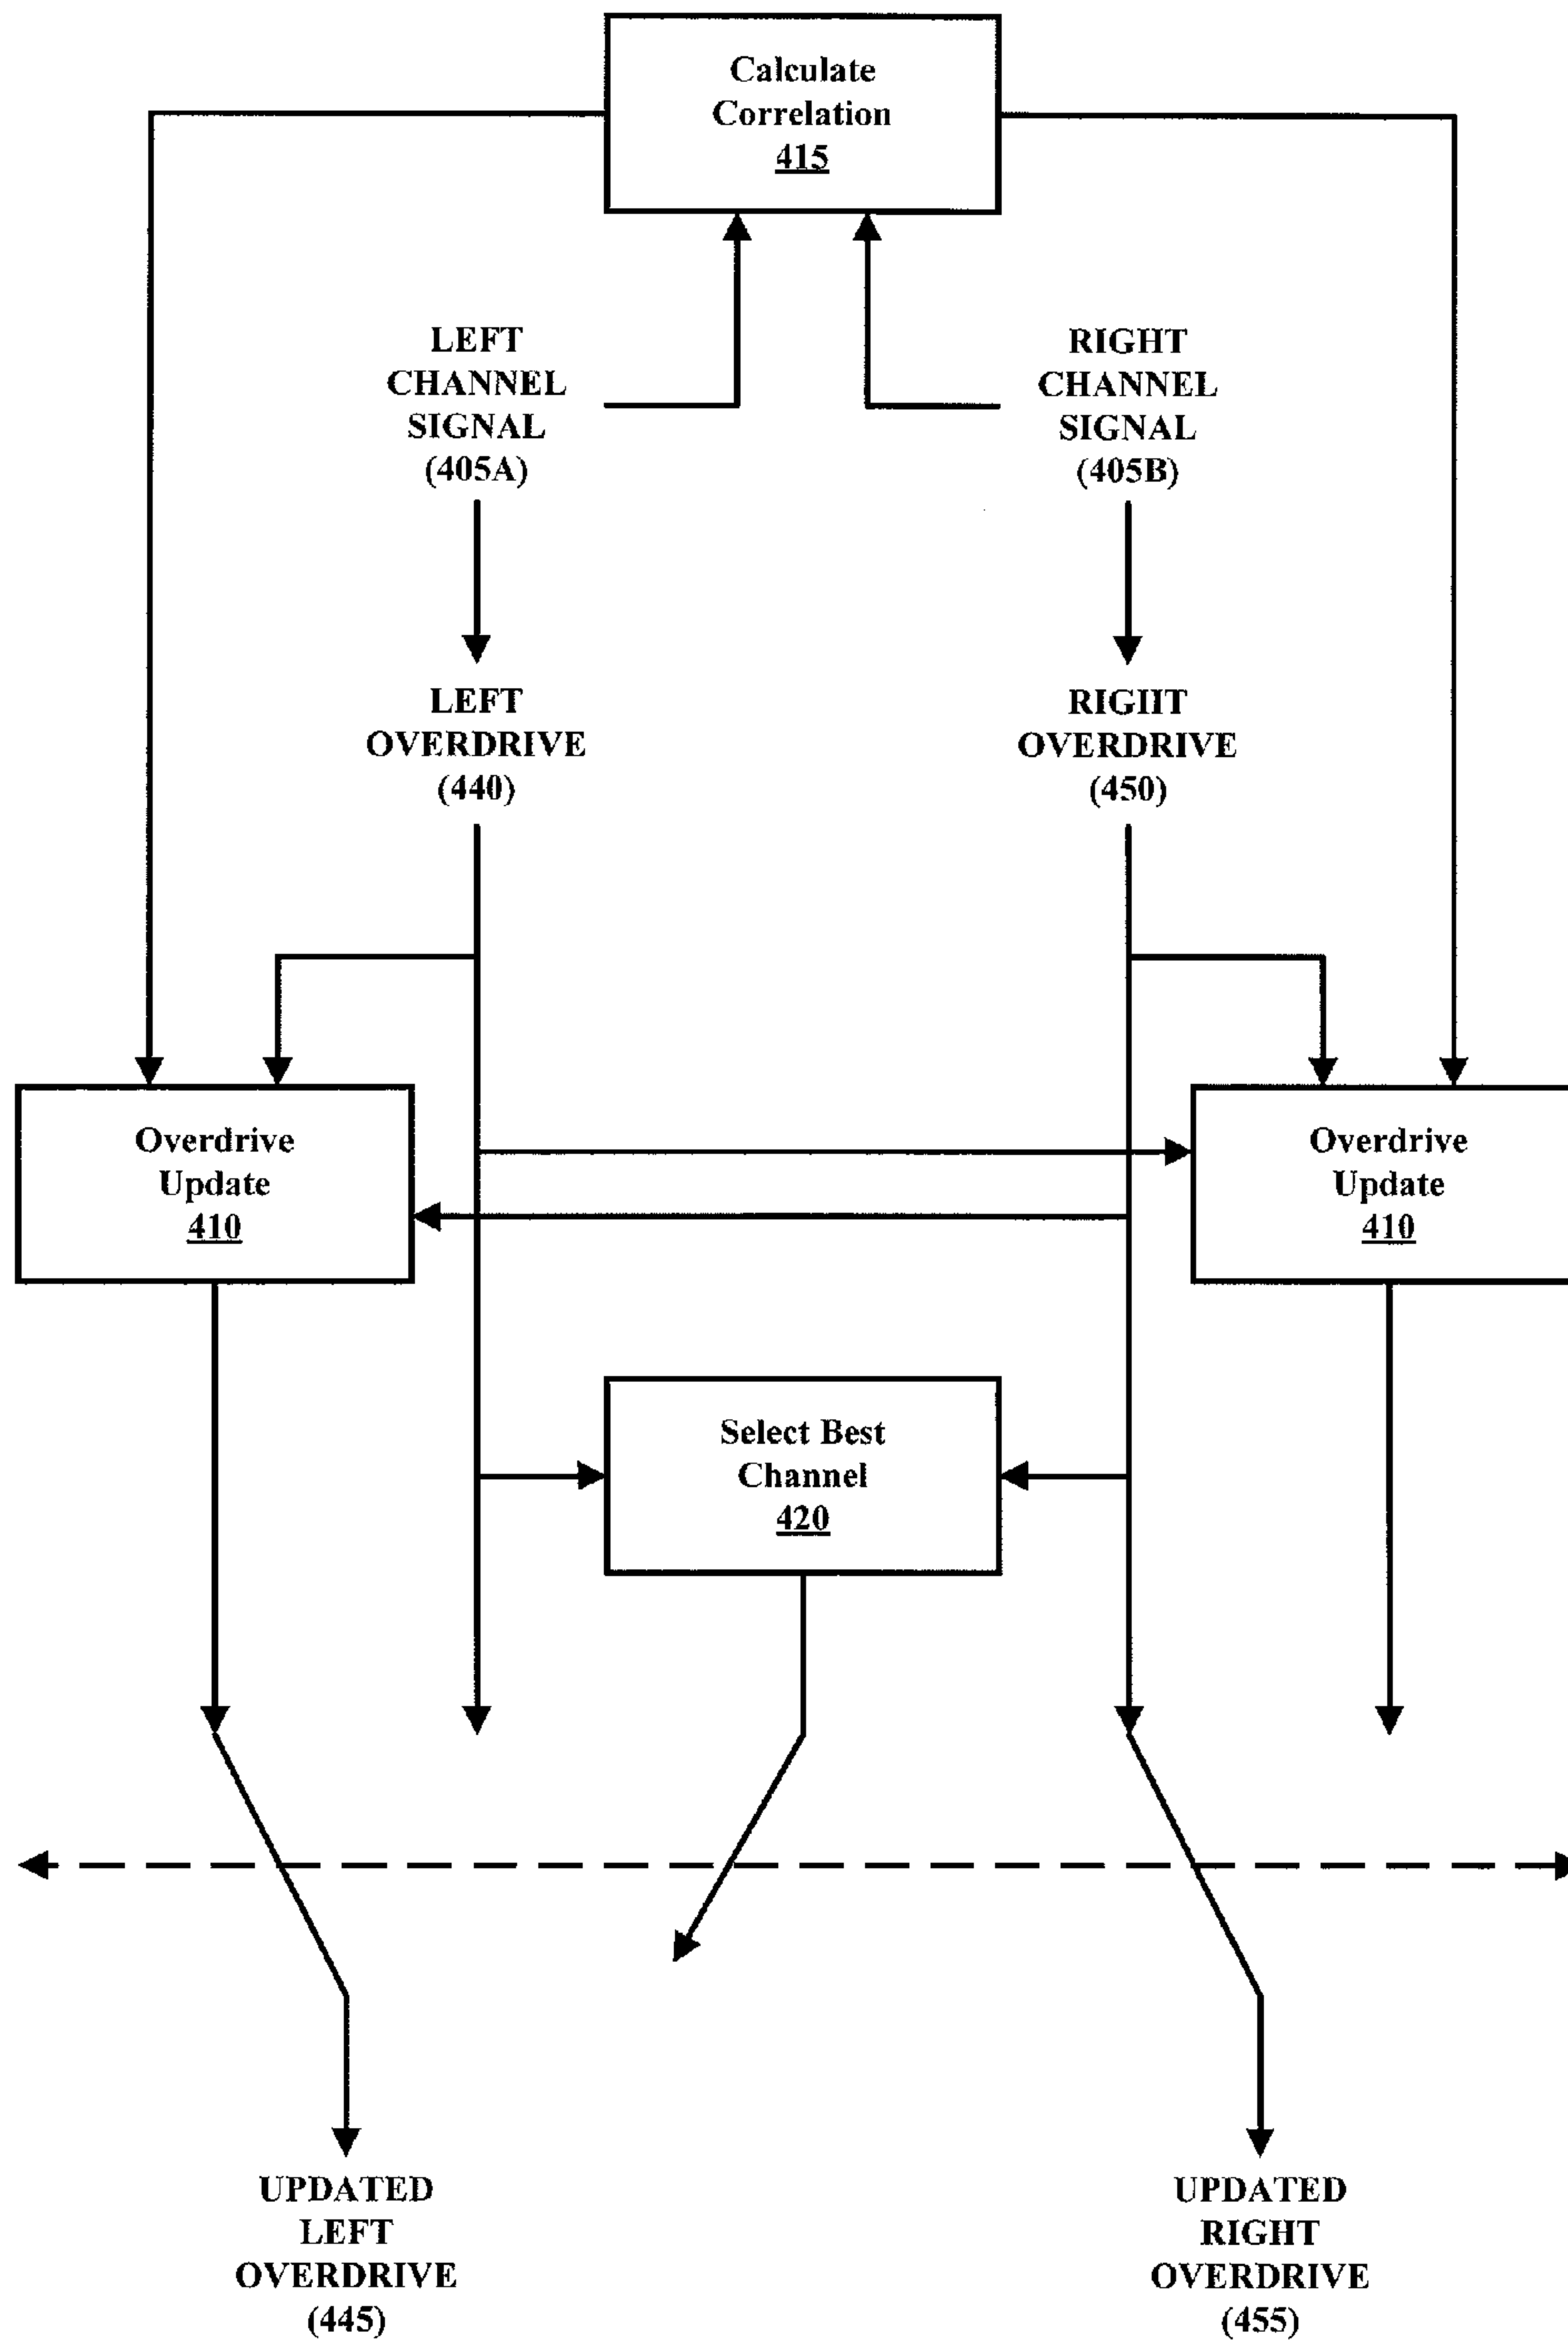 Calculate
Correlation
415
LEFT
CHANNEL
SIGNAL
(405A)
RIGHT
CHANNEL
SIGNAL
(405B)
LEFT
OVERDRIVE
(440)
RIGHT
OVERDRIVE
(450)
Overdrive
Update
410
Overdrive
Update
410
Select Best
Channel
420
UPDATED
LEFT
OVERDRIVE
(445)
UPDATED
RIGHT
OVERDRIVE
(455)